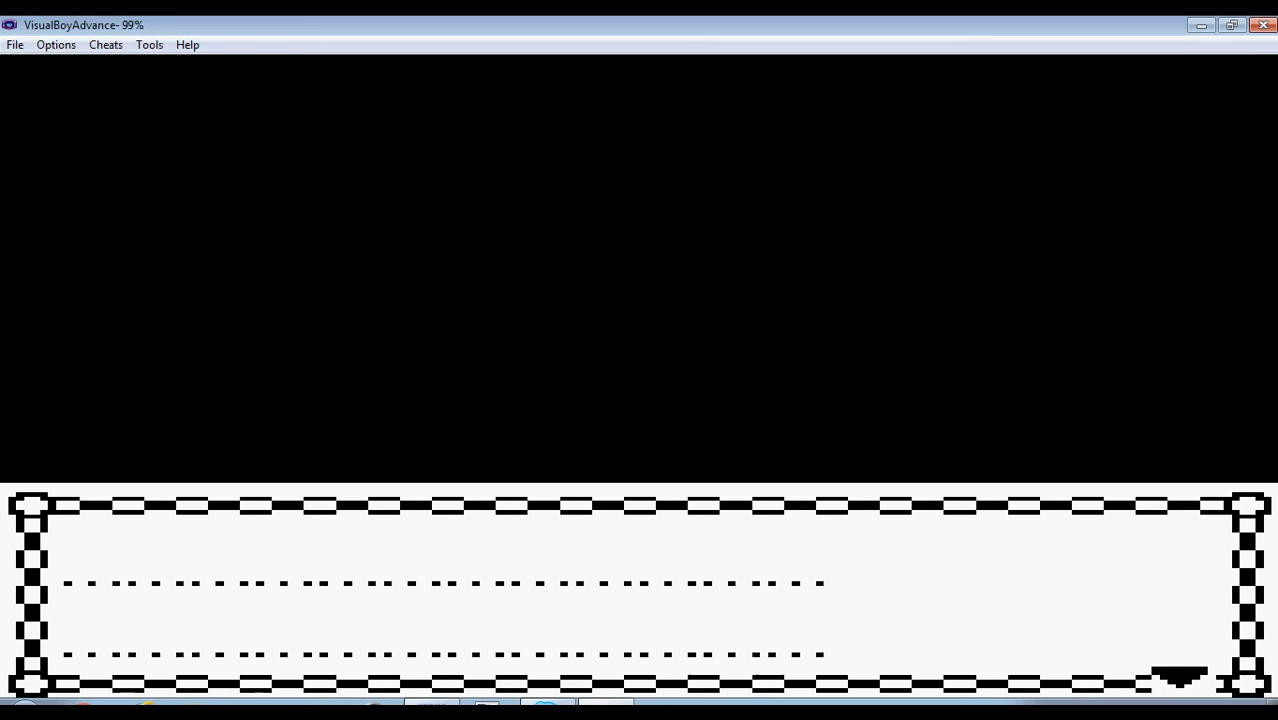 VisualBoyAdvance- 99%
File Options Cheats Tools Help
…………………………………
…………………………………